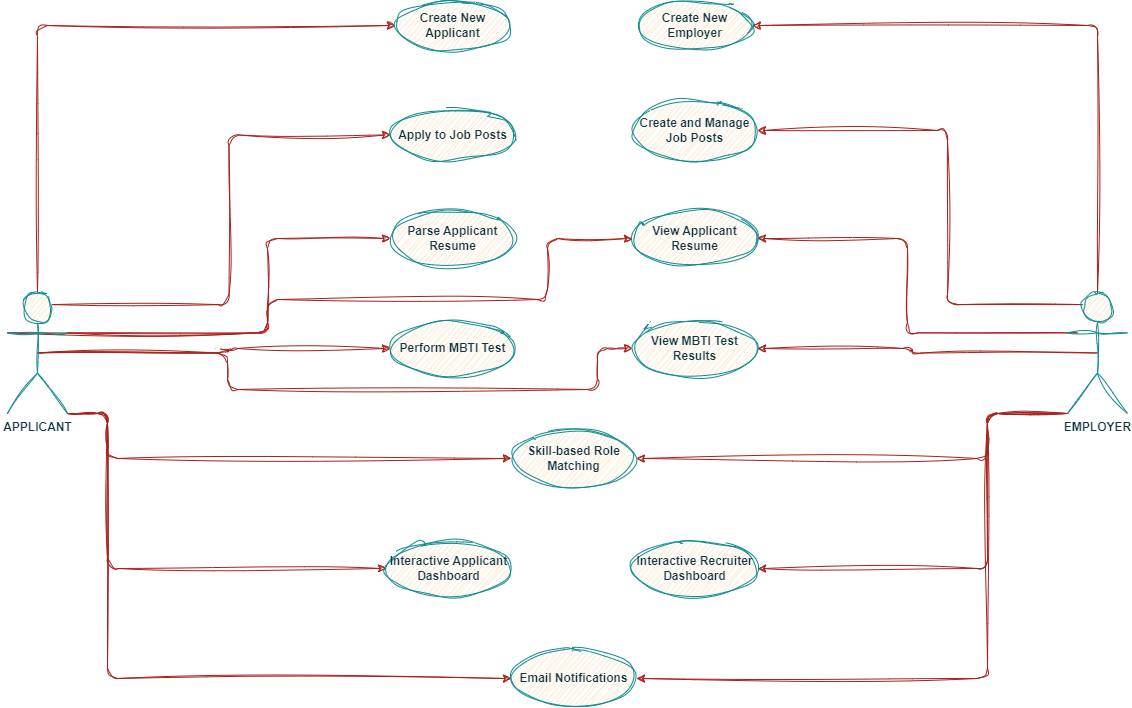 Create New
Applicant
Create New
Employer
Apply to Job Posts
Create and Manage
Job Posts
Parse Applicant
Resume
View Applicant
Resume
Perform MBTI Test
View MBTI Test
Results
APPLICANT
EMPLOYER
Skill-based Role
Matching
Interactive Applicant
Dashboard
Interactive Recruiter
Dashboard
Email Notifications